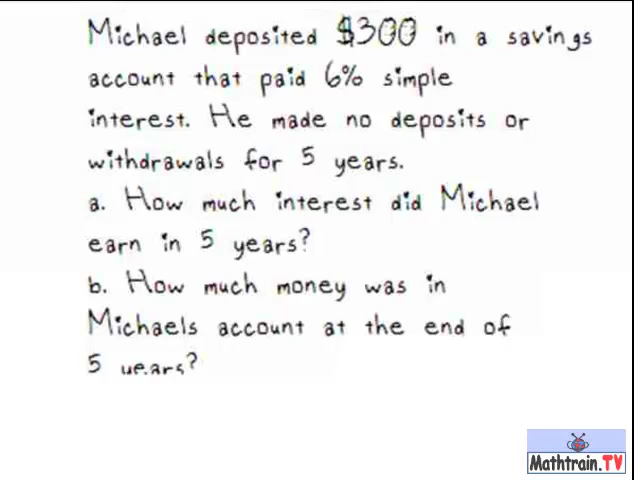 Michael deposited $300 in a savings
account that paid 6% simple
interest. He made no deposits or
withdrawals for 5 years.
a. How much interest did Michael
earn in 5 years?
b. How much money was in
Michaels account at the end of
5 years?
Mathtrain.TV